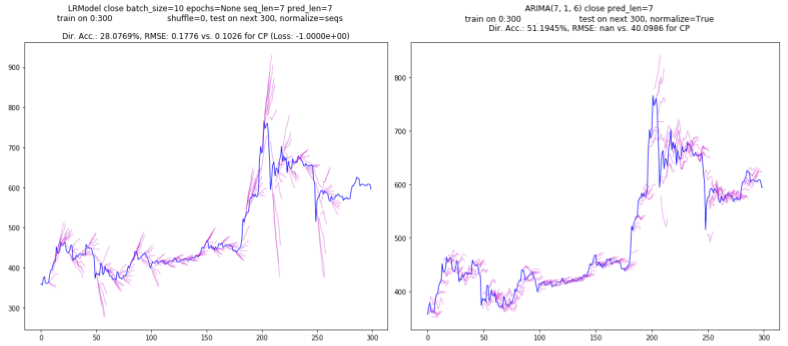 LRModel close batch_size=10 epochs=None seq_len=7 pred_len=7
train on 0:300 shuffle=0, test on next 300, normalize=seqs
Dir. Acc.: 28.0769%, RMSE: 0.1776 vs. 0.1026 for CP (Loss: -1.0000e+00)
900
800
700
600
500
400
300
0 50 100 150 200 250 300
ARIMA(7, 1, 6) close pred_len=7
train on 0:300 test on next 300, normalize=True
Dir. Acc.: 51.1945%, RMSE: nan vs. 40.0986 for CP
800
700
600
500
400
0 50 100 150 200 250 300